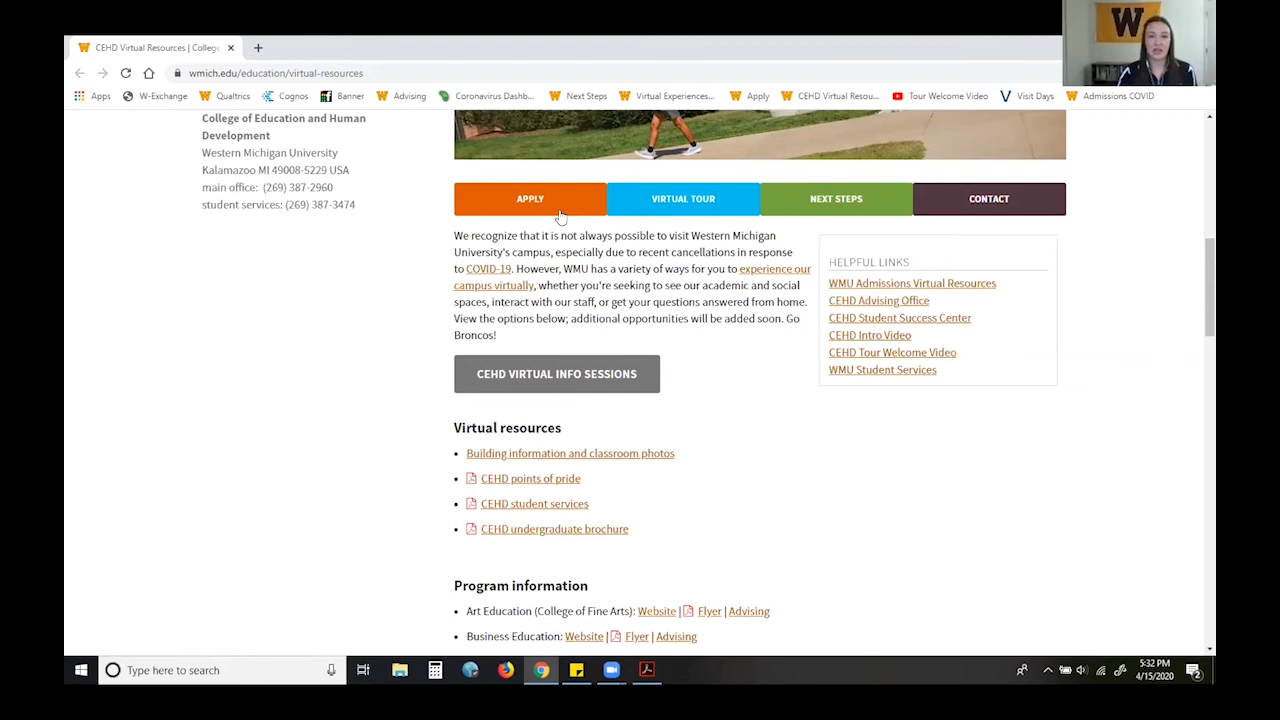 W
CEHD Virtual Resources | College
wmich.edu/education/virtual-resources
Apps W-Exchange Qualtrics Cognos Banner Advising Coronavirus Dashb... Next Steps Virtual Experiences... Apply CEHD Virtual Resou... Tour Welcome Video Visit Days Admissions COVID
College of Education and Human
Development
Western Michigan University
Kalamazoo MI 49008-5229 USA
main office: (269) 387-2960
student services: (269) 387-3474
APPLY VIRTUAL TOUR NEXT STEPS CONTACT
We recognize that it is not always possible to visit Western Michigan
University's campus, especially due to recent cancellations in response
to COVID-19. However, WMU has a variety of ways for you to experience our
campus virtually, whether you're seeking to see our academic and social
spaces, interact with our staff, or get your questions answered from home.
View the options below; additional opportunities will be added soon. Go
Broncos!
HELPFUL LINKS
WMU Admissions Virtual Resources
CEHD Advising Office
CEHD Student Success Center
CEHD Intro Video
CEHD Tour Welcome Video
WMU Student Services
CEHD VIRTUAL INFO SESSIONS
Virtual resources
• Building information and classroom photos
• CEHD points of pride
• CEHD student services
• CEHD undergraduate brochure
Program information
• Art Education (College of Fine Arts): Website | Flyer | Advising
• Business Education: Website | Flyer | Advising
Type here to search
5:32 PM
4/15/2020
2